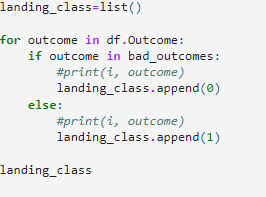 landing_class=list()
for outcome in df.Outcome:
    if outcome in bad_outcomes:
        #print(i, outcome)
        landing_class.append(0)
    else:
        #print(i, outcome)
        landing_class.append(1)
landing_class